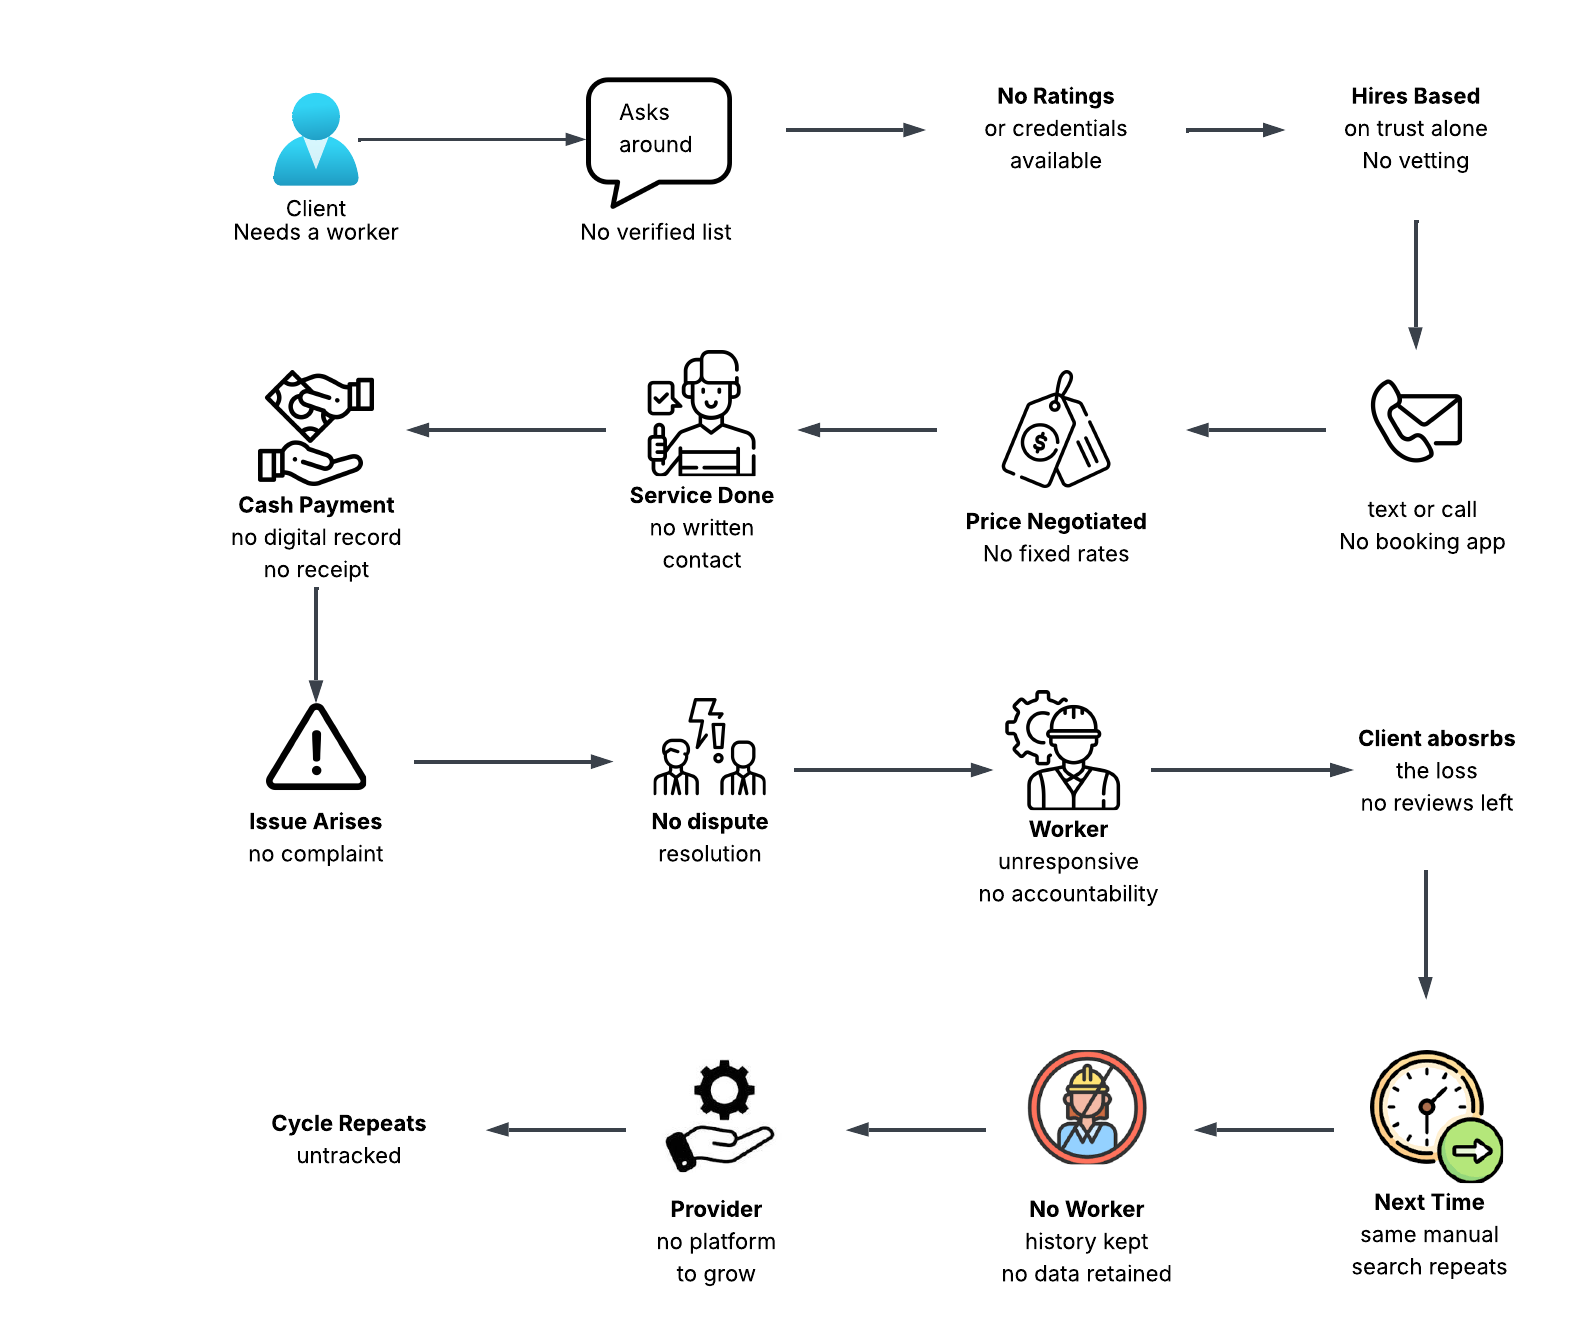 Client
Needs a worker
Asks
around
No verified list
No Ratings
or credentials
available
Hires Based
on trust alone
No vetting
text or call
No booking app
Price Negotiated
No fixed rates
Service Done
no written
contact
Cash Payment
no digital record
no receipt
Issue Arises
no complaint
No dispute
resolution
Worker
unresponsive
no accountability
Client abosrbs
the loss
no reviews left
Next Time
same manual
search repeats
No Worker
history kept
no data retained
Provider
no platform
to grow
Cycle Repeats
untracked